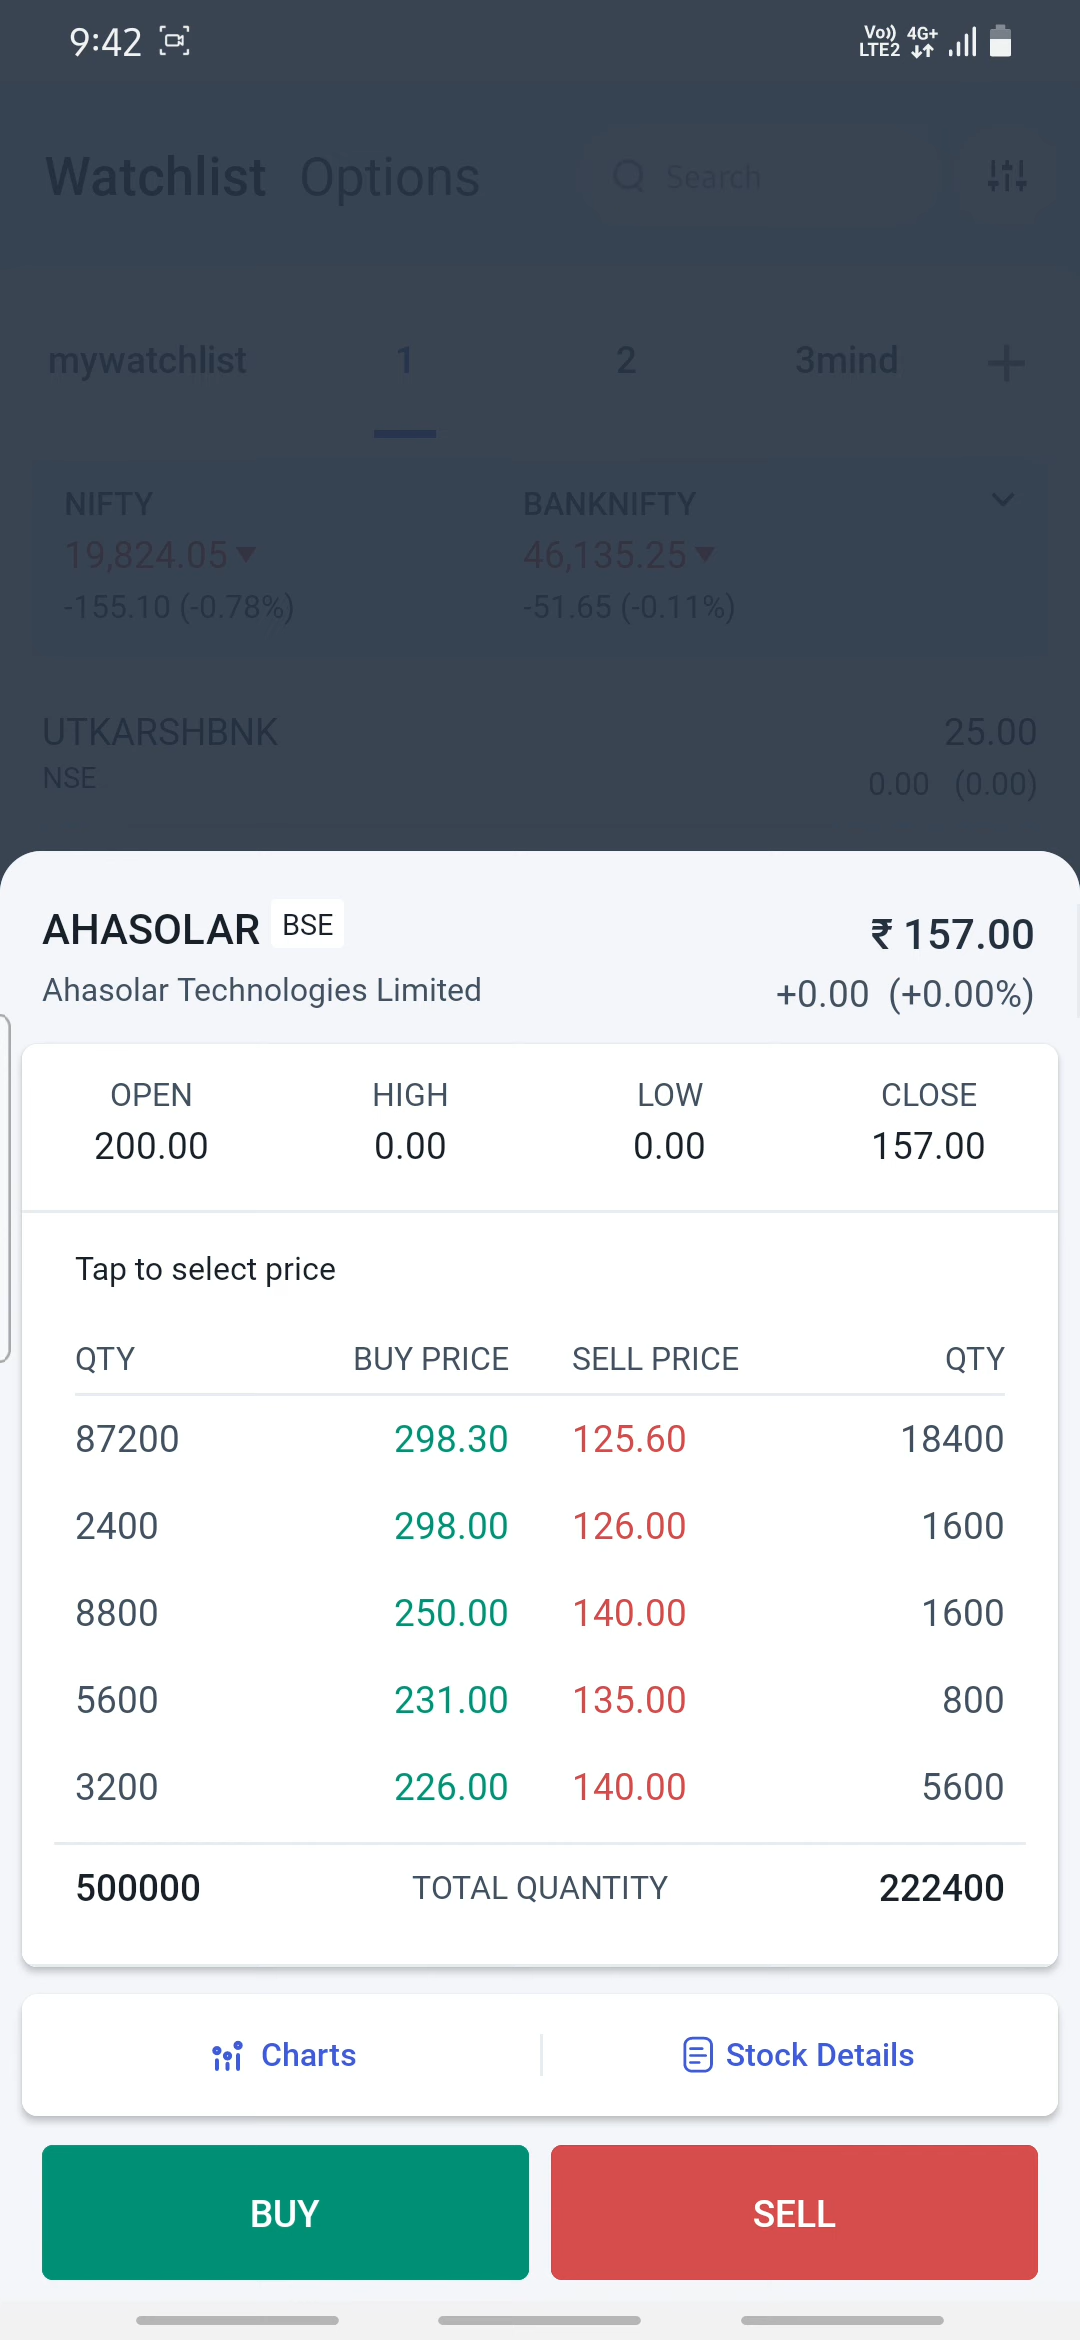 9:42 Vo)) LTE2 4G+
Watchlist Options Search
mywatchlist 1 2 3mind +
NIFTY BANKNIFTY
19,824.05 46,135.25
-155.10 (-0.78%) -51.65 (-0.11%)
UTKARSHBNK 25.00
NSE 0.00 (0.00)
AHASOLAR BSE ₹ 157.00
Ahasolar Technologies Limited +0.00 (+0.00%)
OPEN HIGH LOW CLOSE
200.00 0.00 0.00 157.00
Tap to select price
QTY BUY PRICE SELL PRICE QTY
87200 298.30 125.60 18400
2400 298.00 126.00 1600
8800 250.00 140.00 1600
5600 231.00 135.00 800
3200 226.00 140.00 5600
500000 TOTAL QUANTITY 222400
Charts Stock Details
BUY SELL